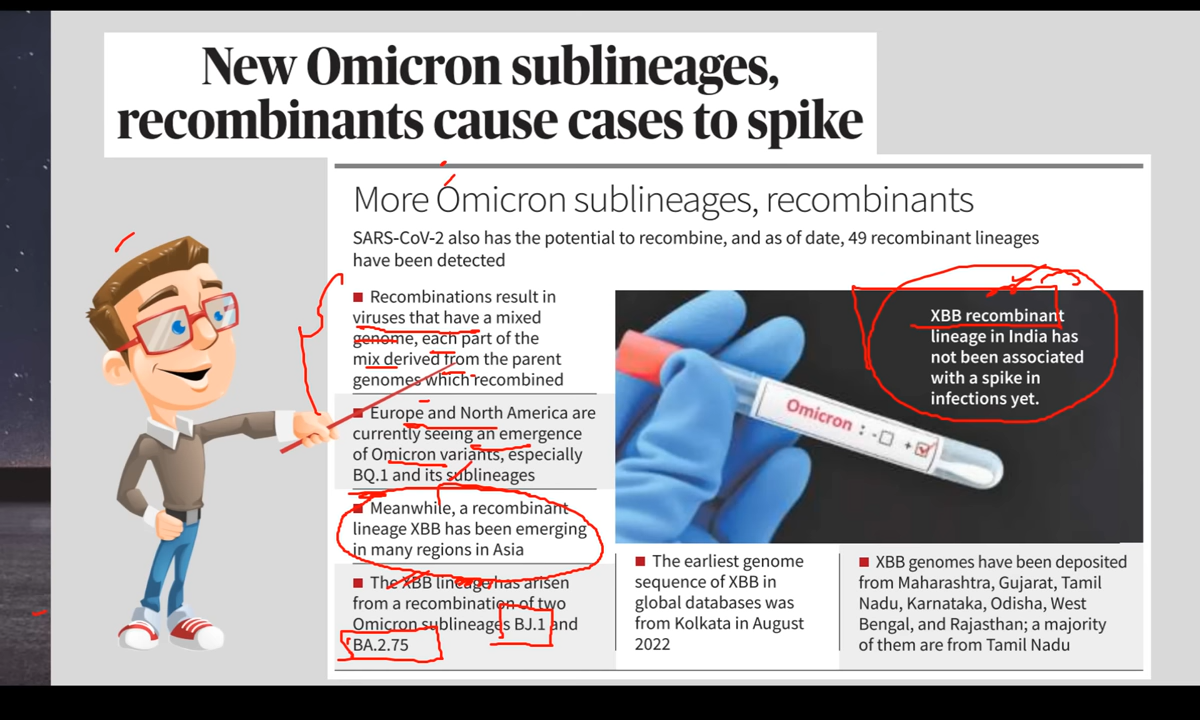 New Omicron sublineages,
recombinants cause cases to spike
More Omicron sublineages, recombinants
SARS-CoV-2 also has the potential to recombine, and as of date, 49 recombinant lineages
have been detected
Recombinations result in
viruses that have a mixed
genome, each part of the
mix derived from the parent
genomes which recombined
Europe and North America are
currently seeing an emergence
of Omicron variants, especially
BQ.1 and its sublineages
Meanwhile, a recombinant
lineage XBB has been emerging
in many regions in Asia
The XBB lineage has arisen
from a recombination of two
Omicron sublineages BJ.1 and
BA.2.75
XBB recombinant
lineage in India has
not been associated
with a spike in
infections yet.
Omicron : - +
The earliest genome
sequence of XBB in
global databases was
from Kolkata in August
2022
XBB genomes have been deposited
from Maharashtra, Gujarat, Tamil
Nadu, Karnataka, Odisha, West
Bengal, and Rajasthan; a majority
of them are from Tamil Nadu